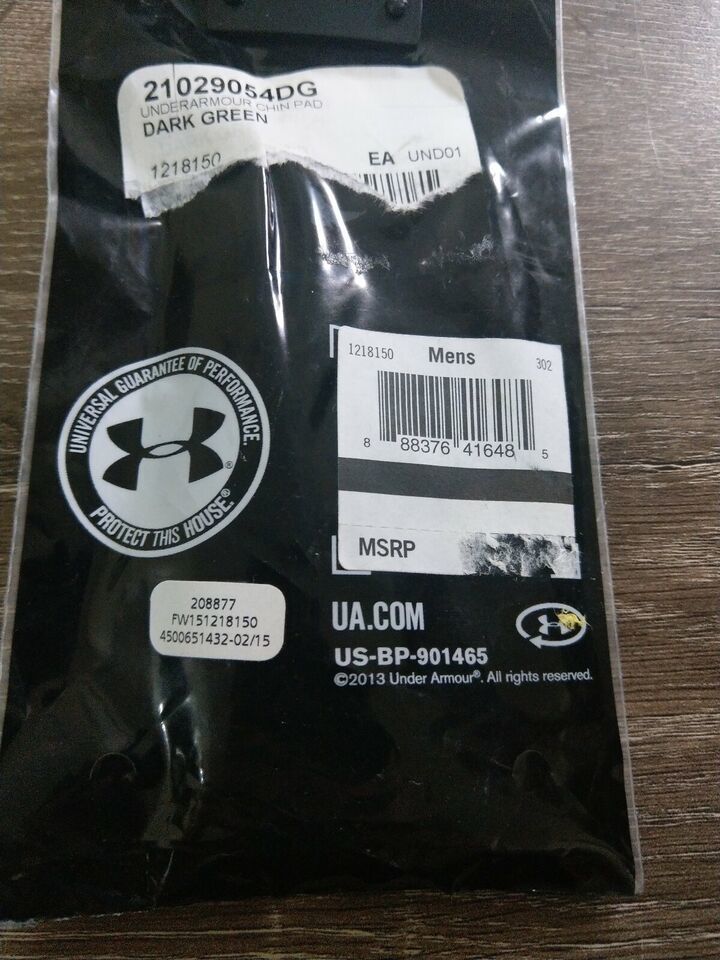 21029054DG
UNDERARMOUR CHIN PAD
DARK GREEN
1218150
EA UND01
1218150 Mens 302
8 88376 41648 5
MSRP
UNIVERSAL GUARANTEE OF PERFORMANCE.
®
PROTECT THIS HOUSE.®
208877
FW151218150
4500651432-02/15
UA.COM
US-BP-901465
©2013 Under Armour®. All rights reserved.